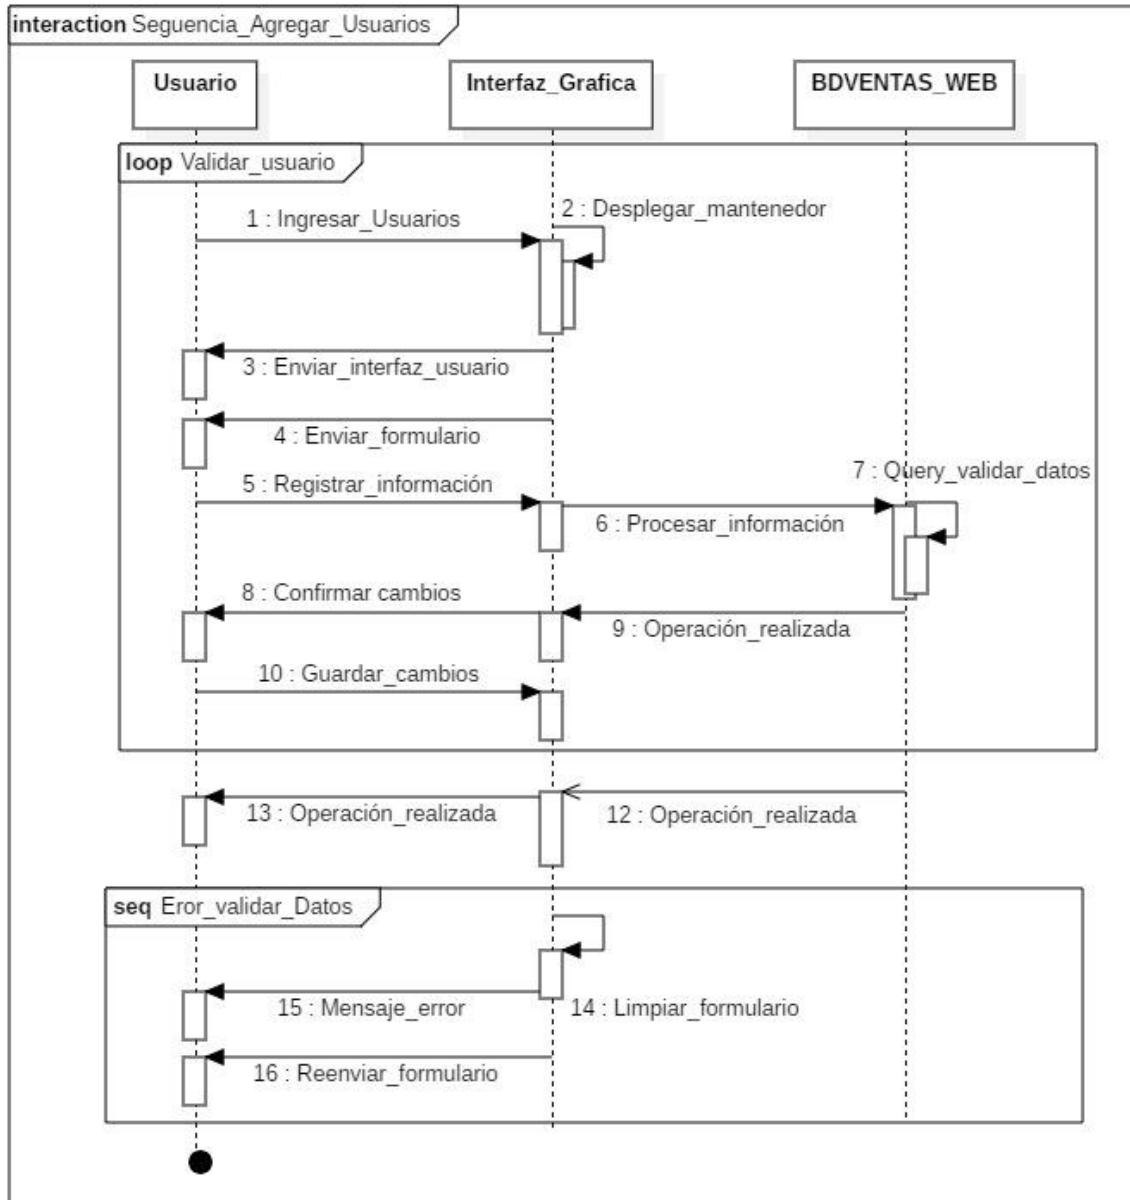 interaction Seguencia_Agregar_Usuarios
Usuario
Interfaz_Grafica
BDVENTAS_WEB
loop Validar_usuario
1 : Ingresar_Usuarios
2 : Desplegar_mantenedor
3 : Enviar_interfaz_usuario
4 : Enviar_formulario
5 : Registrar_información
6 : Procesar_información
7 : Query_validar_datos
8 : Confirmar cambios
9 : Operación_realizada
10 : Guardar_cambios
13 : Operación_realizada
12 : Operación_realizada
seq Eror_validar_Datos
15 : Mensaje_error
14 : Limpiar_formulario
16 : Reenviar_formulario